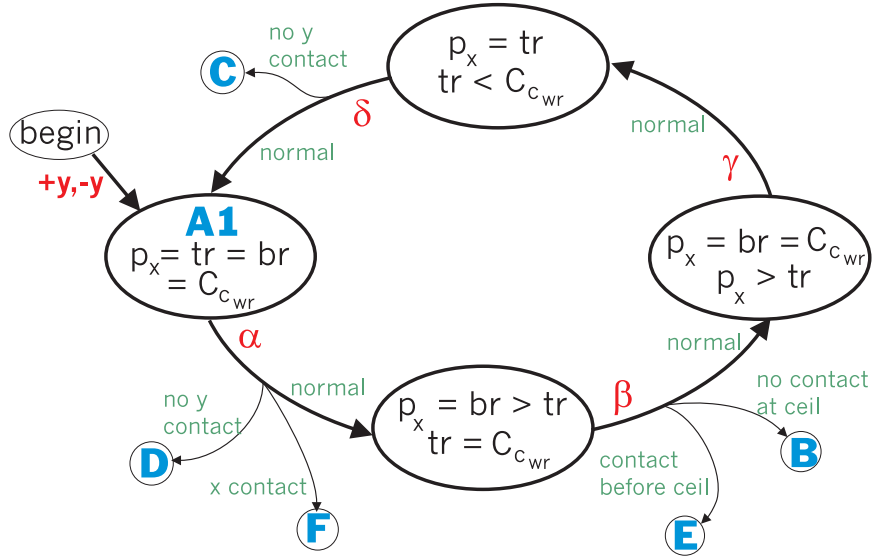 p_x = tr
tr < C_c_wr
no y
contact
C
δ
normal
normal
γ
begin
+y,-y
A1
p_x = tr = br
= C_c_wr
p_x = br = C_c_wr
p_x > tr
α
normal
normal
no y
contact
D
x contact
F
p_x = br > tr
tr = C_c_wr
β
no contact
at ceil
B
contact
before ceil
E